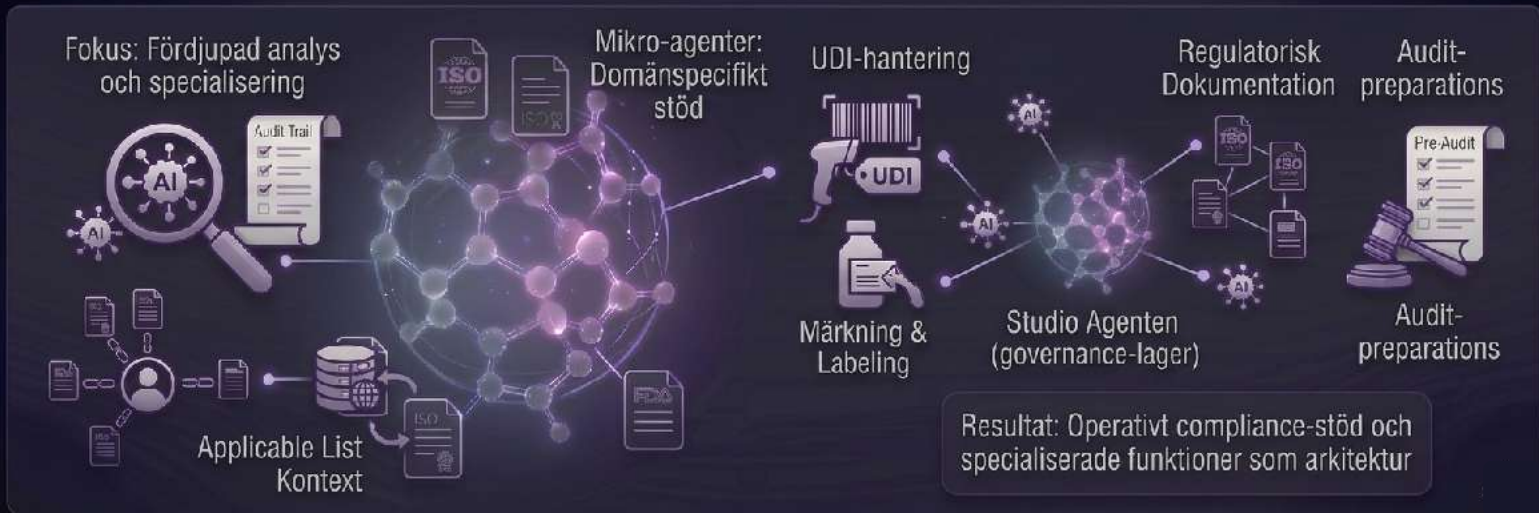 Fokus: Fördjupad analys
och specialisering
Audit Trail
AI
AI
Mikro-agenter:
Domänspecifikt
stöd
ISO
ISO
UDI-hantering
UDI
Märkning &
Labeling
AI
AI
AI
Studio Agenten
(governance-lager)
Regulatorisk
Dokumentation
ISO
ISO
Audit-
preparations
Pre-Audit
Audit-
preparations
Applicable List
Kontext
ISO
FDA
Resultat: Operativt compliance-stöd och
specialiserade funktioner som arkitektur